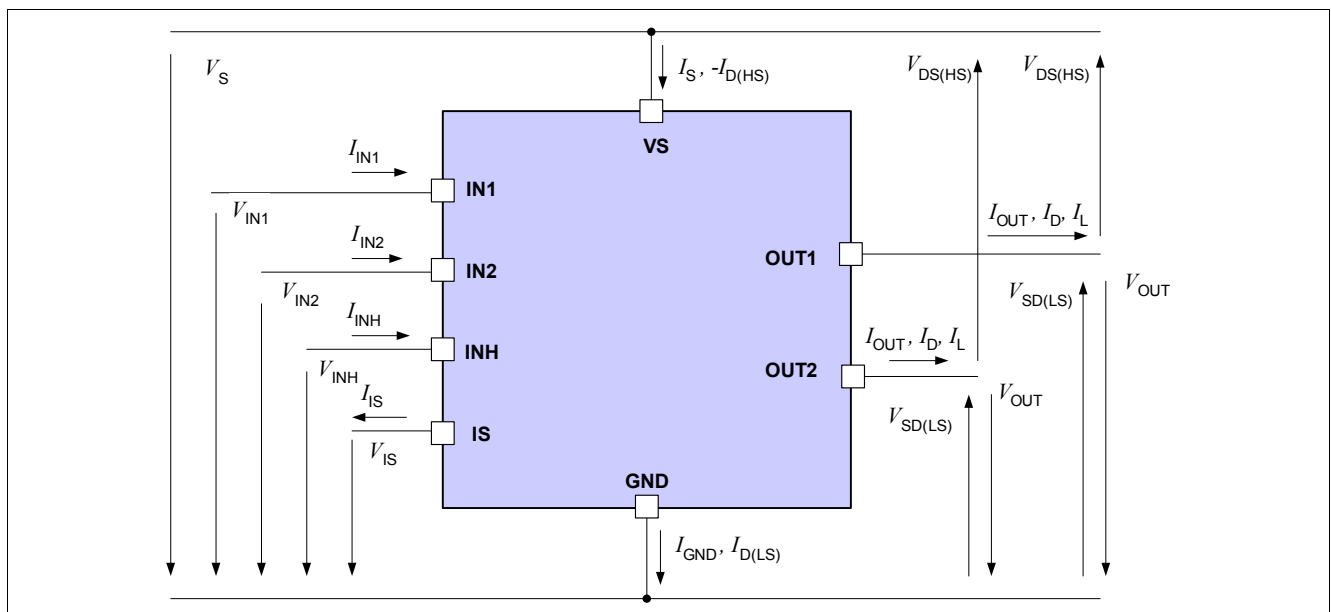 V_S
I_S , -I_D(HS)
V_DS(HS)
V_DS(HS)
VS
I_IN1
IN1
V_IN1
I_OUT, I_D, I_L
I_IN2
IN2
OUT1
V_IN2
V_SD(LS)
V_OUT
I_INH
INH
I_OUT, I_D, I_L
OUT2
V_INH
I_IS
V_OUT
IS
V_SD(LS)
V_IS
GND
I_GND, I_D(LS)